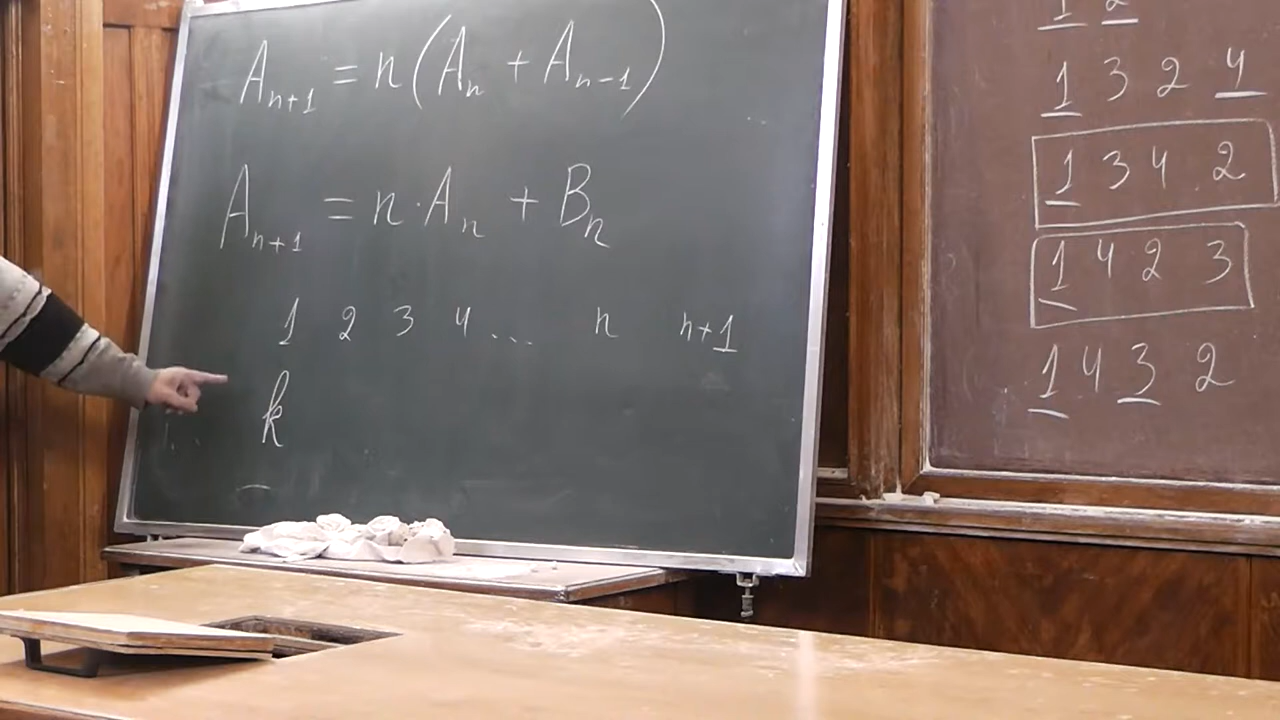 A_{n+1} = n(A_n + A_{n-1})
A_{n+1} = n·A_n + B_n
1 2 3 4 ... n n+1
k
1 2
1 3 2 4
1 3 4 2
1 4 2 3
1 4 3 2